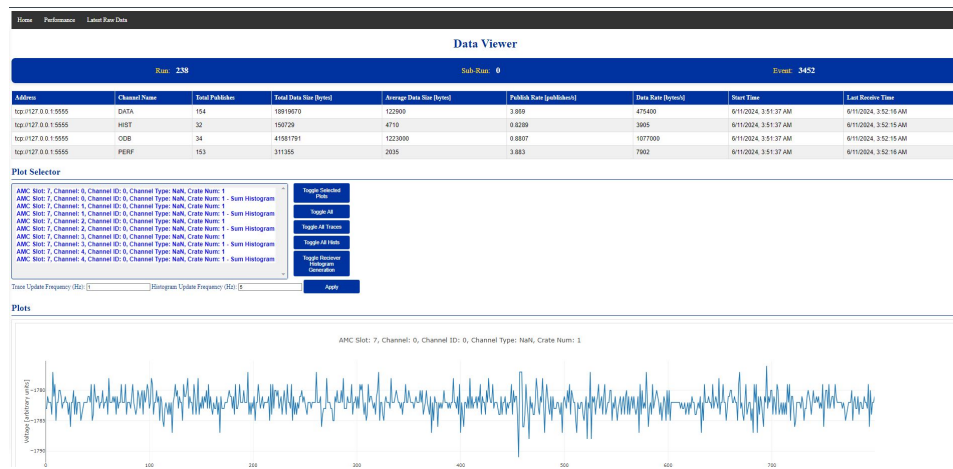 Home Performance Latest Raw Data
Data Viewer
Run: 238 Sub-Run: 0 Event: 3452
Address Channel Name Total Publishes Total Data Size [bytes] Average Data Size [bytes] Publish Rate [publishes/s] Data Rate [bytes/s] Start Time Last Receive Time
tcp://127.0.0.1:5555 DATA 154 18919670 122900 3.869 475400 6/11/2024, 3:51:37 AM 6/11/2024, 3:52:16 AM
tcp://127.0.0.1:5555 HIST 32 150729 4710 0.8289 3905 6/11/2024, 3:51:37 AM 6/11/2024, 3:52:15 AM
tcp://127.0.0.1:5555 ODB 34 41581791 1223000 0.8807 1077000 6/11/2024, 3:51:37 AM 6/11/2024, 3:52:15 AM
tcp://127.0.0.1:5555 PERF 153 311355 2035 3.883 7902 6/11/2024, 3:51:37 AM 6/11/2024, 3:52:16 AM
Plot Selector
AMC Slot: 7, Channel: 0, Channel ID: 0, Channel Type: NaN, Crate Num: 1
AMC Slot: 7, Channel: 0, Channel ID: 0, Channel Type: NaN, Crate Num: 1 - Sum Histogram
AMC Slot: 7, Channel: 1, Channel ID: 0, Channel Type: NaN, Crate Num: 1
AMC Slot: 7, Channel: 1, Channel ID: 0, Channel Type: NaN, Crate Num: 1 - Sum Histogram
AMC Slot: 7, Channel: 2, Channel ID: 0, Channel Type: NaN, Crate Num: 1
AMC Slot: 7, Channel: 2, Channel ID: 0, Channel Type: NaN, Crate Num: 1 - Sum Histogram
AMC Slot: 7, Channel: 3, Channel ID: 0, Channel Type: NaN, Crate Num: 1
AMC Slot: 7, Channel: 3, Channel ID: 0, Channel Type: NaN, Crate Num: 1 - Sum Histogram
AMC Slot: 7, Channel: 4, Channel ID: 0, Channel Type: NaN, Crate Num: 1
AMC Slot: 7, Channel: 4, Channel ID: 0, Channel Type: NaN, Crate Num: 1 - Sum Histogram
Toggle Selected
Plots
Toggle All
Toggle All Traces
Toggle All Hists
Toggle Reciever
Histogram
Generation
Trace Update Frequency (Hz): 1 Histogram Update Frequency (Hz): 5 Apply
Plots
AMC Slot: 7, Channel: 0, Channel ID: 0, Channel Type: NaN, Crate Num: 1
Voltage [arbitrary units]
−1780
−1785
−1790
0 100 200 300 400 500 600 700